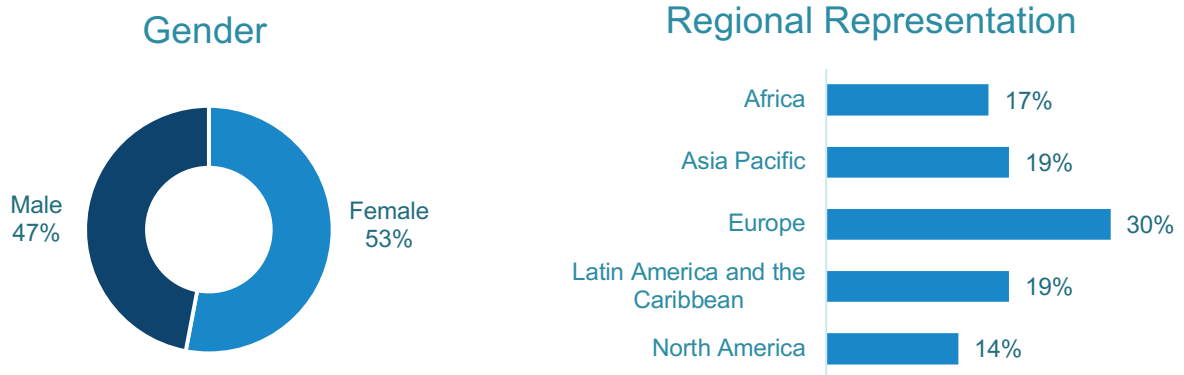 Gender
Male
47%
Female
53%
Regional Representation
Africa
17%
Asia Pacific
19%
Europe
30%
Latin America and the
Caribbean
19%
North America
14%